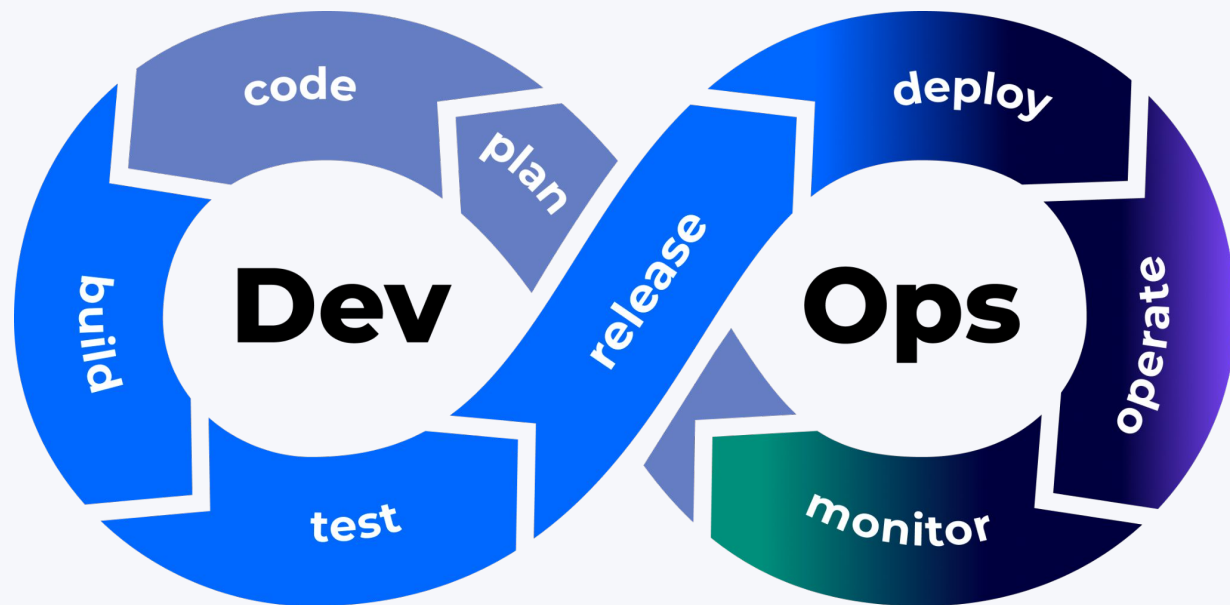 code
plan
deploy
release
Dev
Ops
build
operate
test
monitor